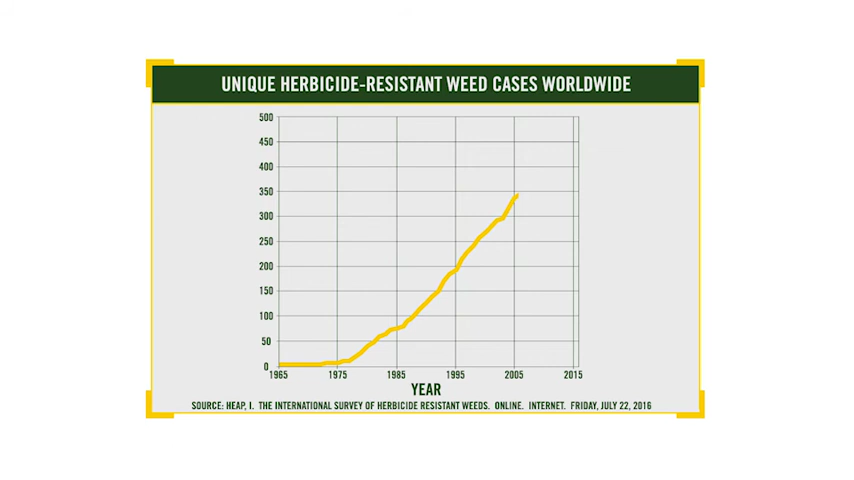 UNIQUE HERBICIDE-RESISTANT WEED CASES WORLDWIDE
500
450
400
350
300
250
200
150
100
50
0
1965 1975 1985 1995 2005 2015
YEAR
SOURCE: HEAP, I. THE INTERNATIONAL SURVEY OF HERBICIDE RESISTANT WEEDS. ONLINE. INTERNET. FRIDAY, JULY 22, 2016